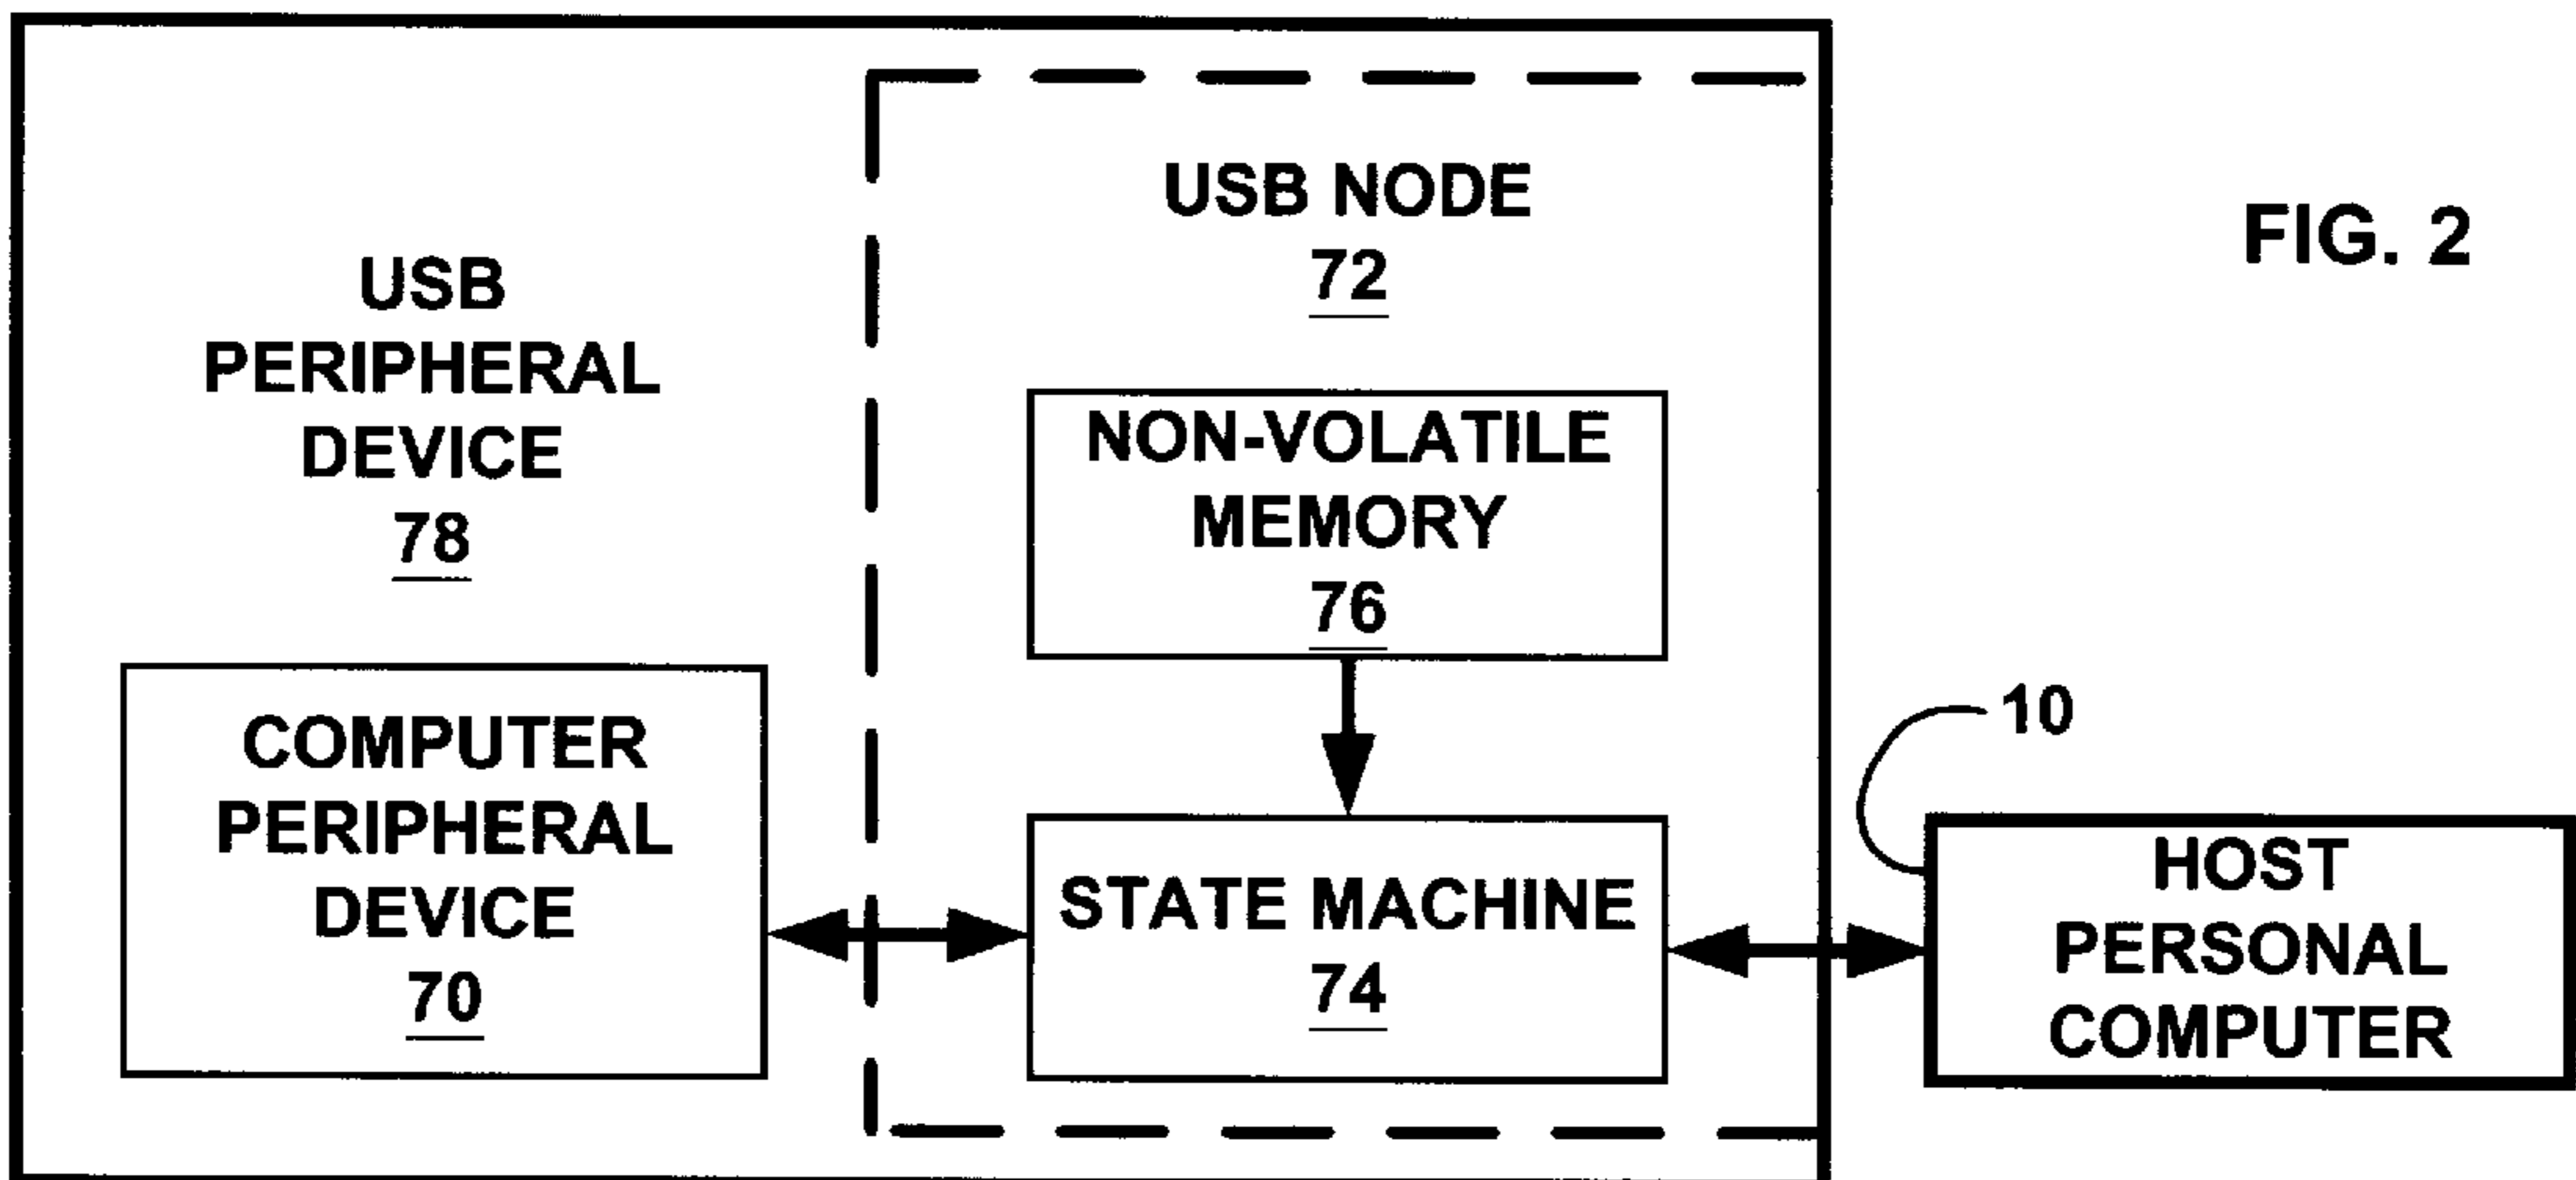 FIG. 2
USB
PERIPHERAL
DEVICE
78
USB NODE
72
NON-VOLATILE
MEMORY
76
COMPUTER
PERIPHERAL
DEVICE
70
STATE MACHINE
74
10
HOST
PERSONAL
COMPUTER